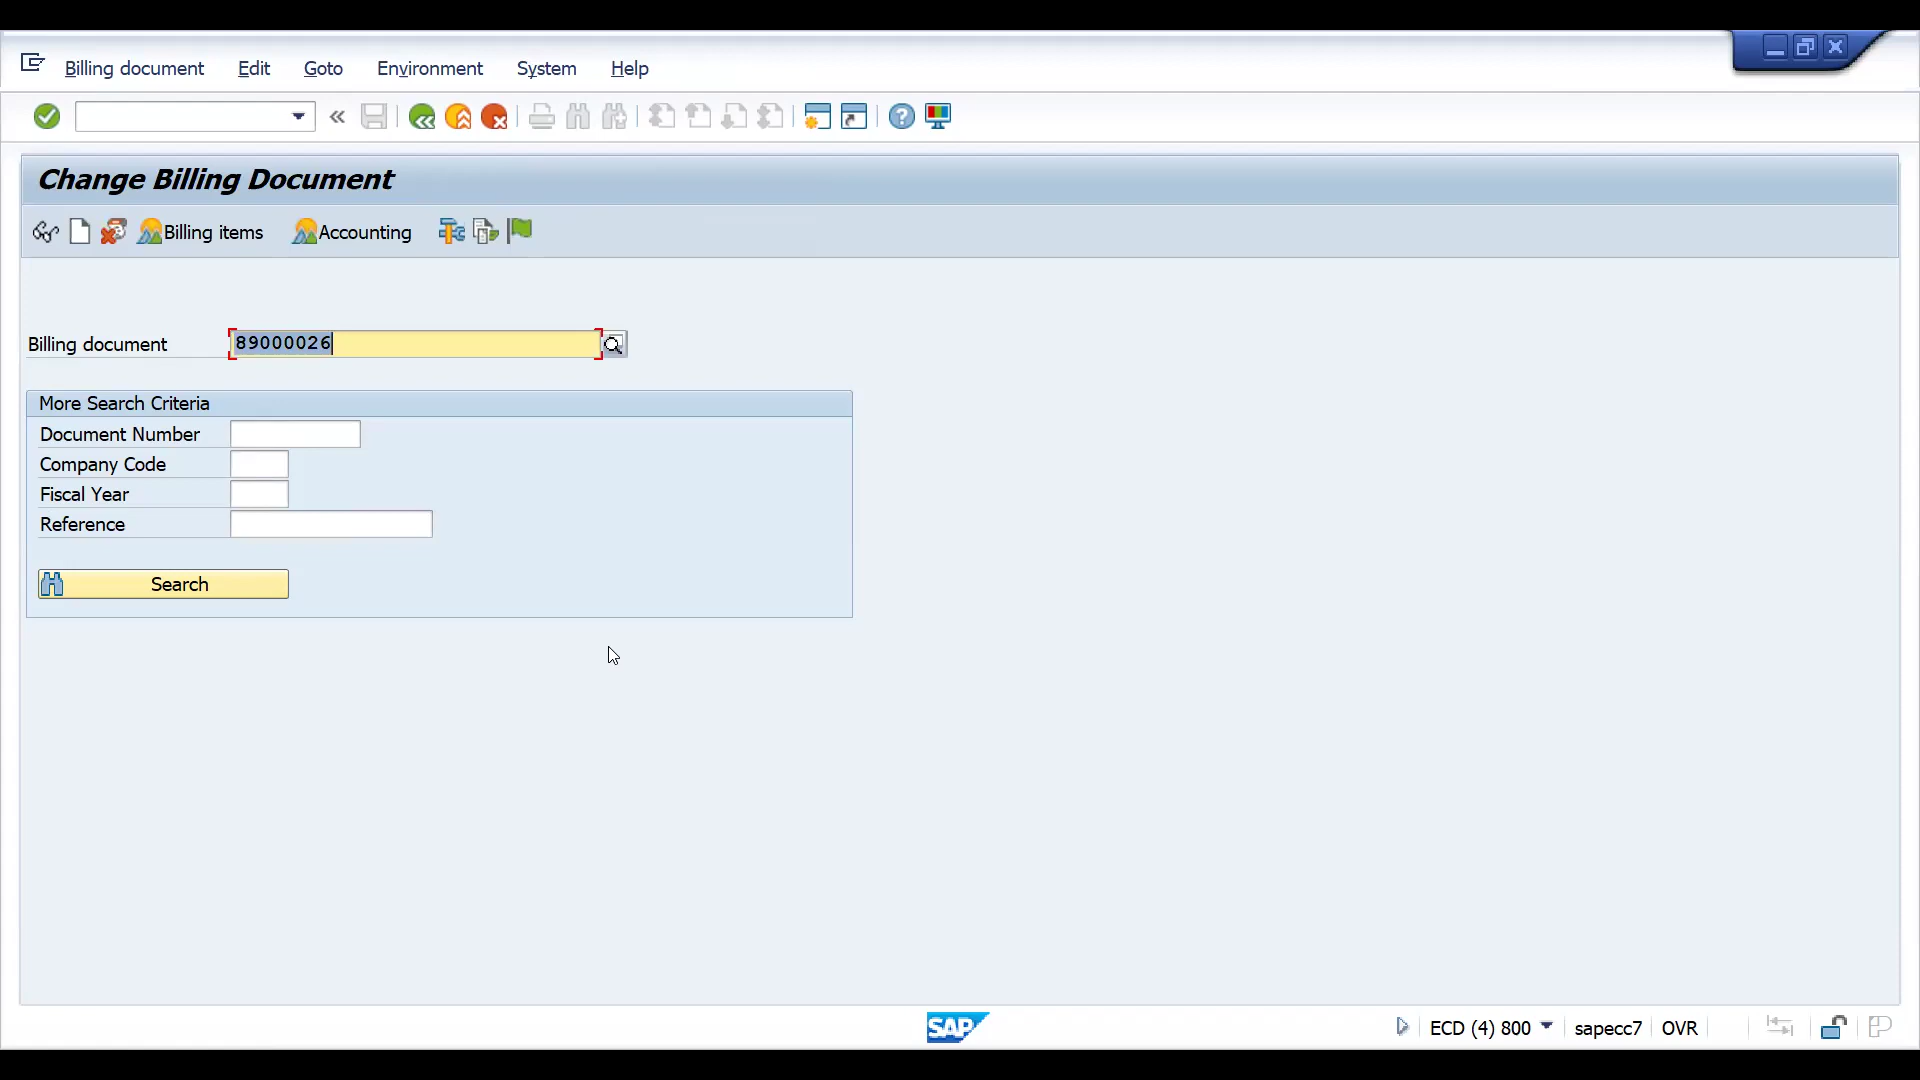 Billing document Edit Goto Environment System Help
Change Billing Document
Billing items Accounting
Billing document 89000026
More Search Criteria
Document Number
Company Code
Fiscal Year
Reference
Search
SAP ECD (4) 800 sapecc7 OVR